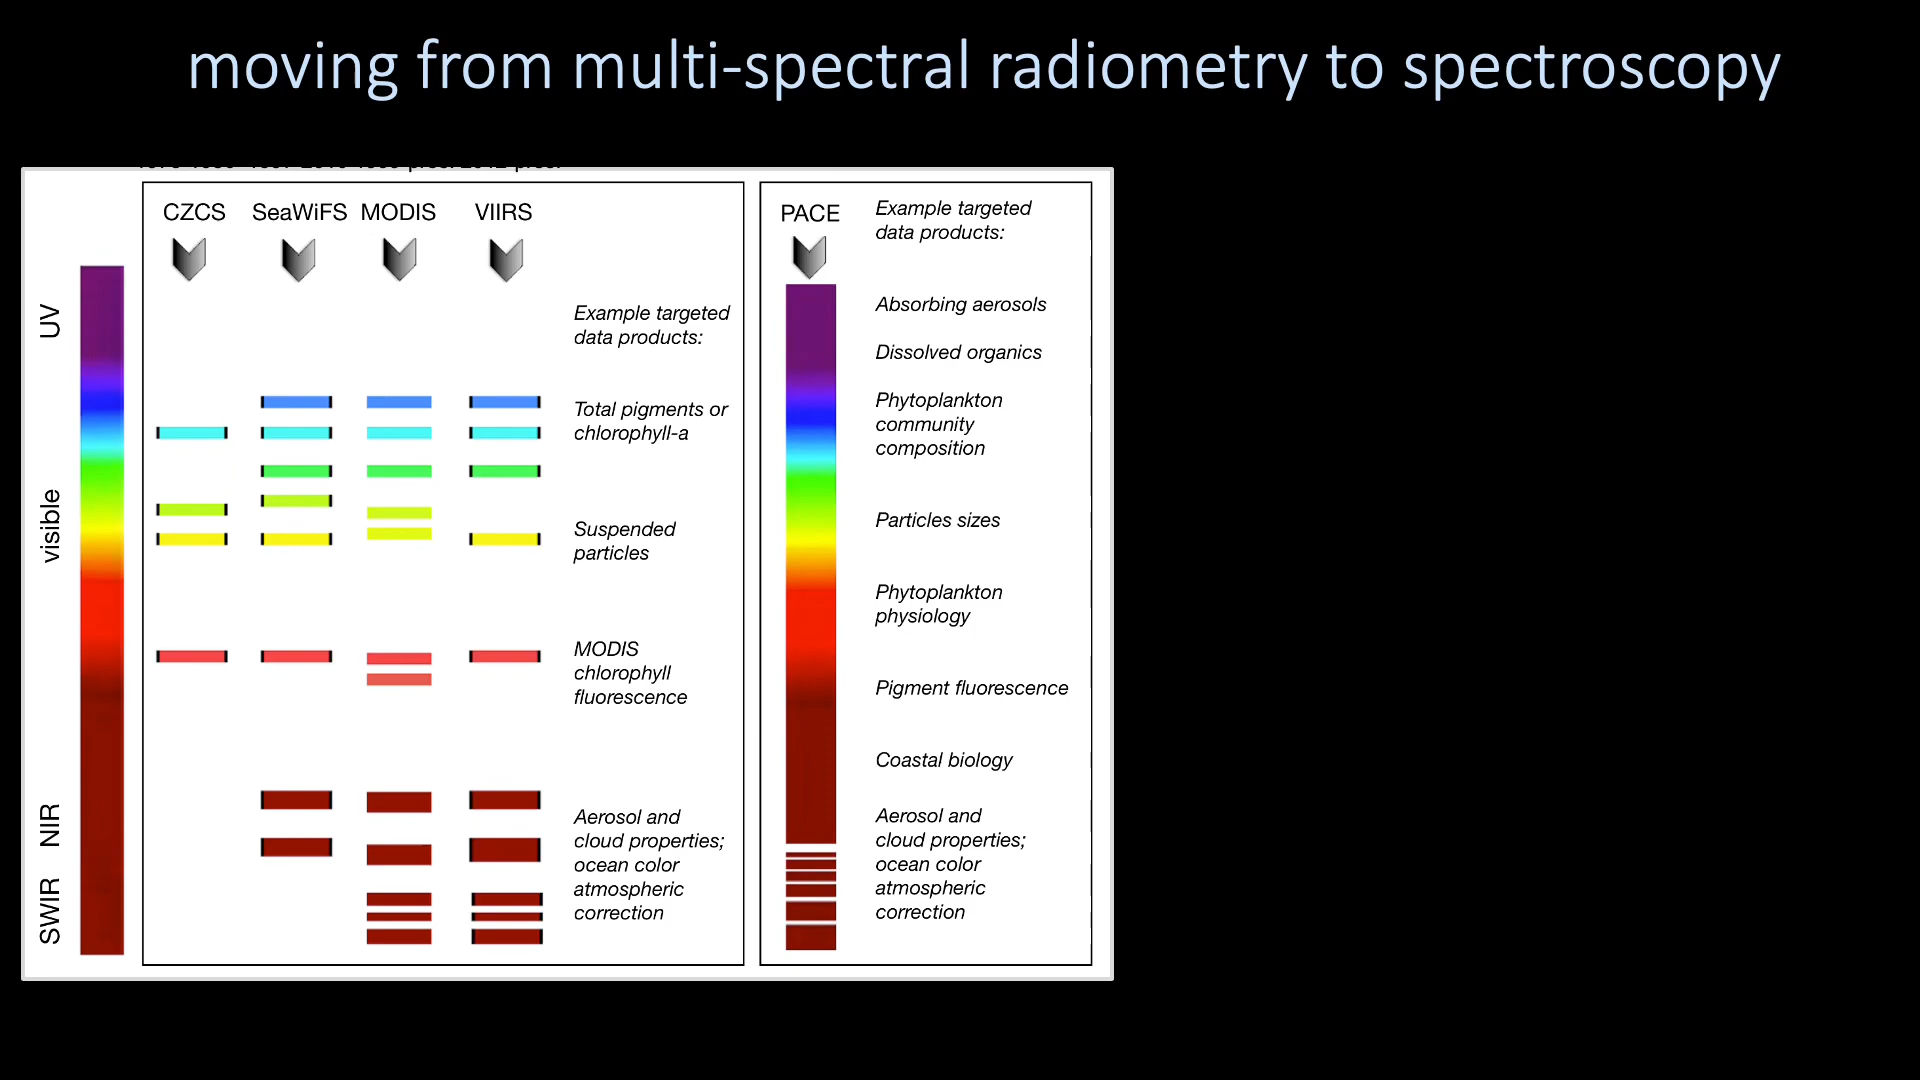 moving from multi-spectral radiometry to spectroscopy
CZCS SeaWiFS MODIS VIIRS
UV
visible
NIR
SWIR
Example targeted
data products:
Total pigments or
chlorophyll-a
Suspended
particles
MODIS
chlorophyll
fluorescence
Aerosol and
cloud properties;
ocean color
atmospheric
correction
PACE
Example targeted
data products:
Absorbing aerosols
Dissolved organics
Phytoplankton
community
composition
Particles sizes
Phytoplankton
physiology
Pigment fluorescence
Coastal biology
Aerosol and
cloud properties;
ocean color
atmospheric
correction